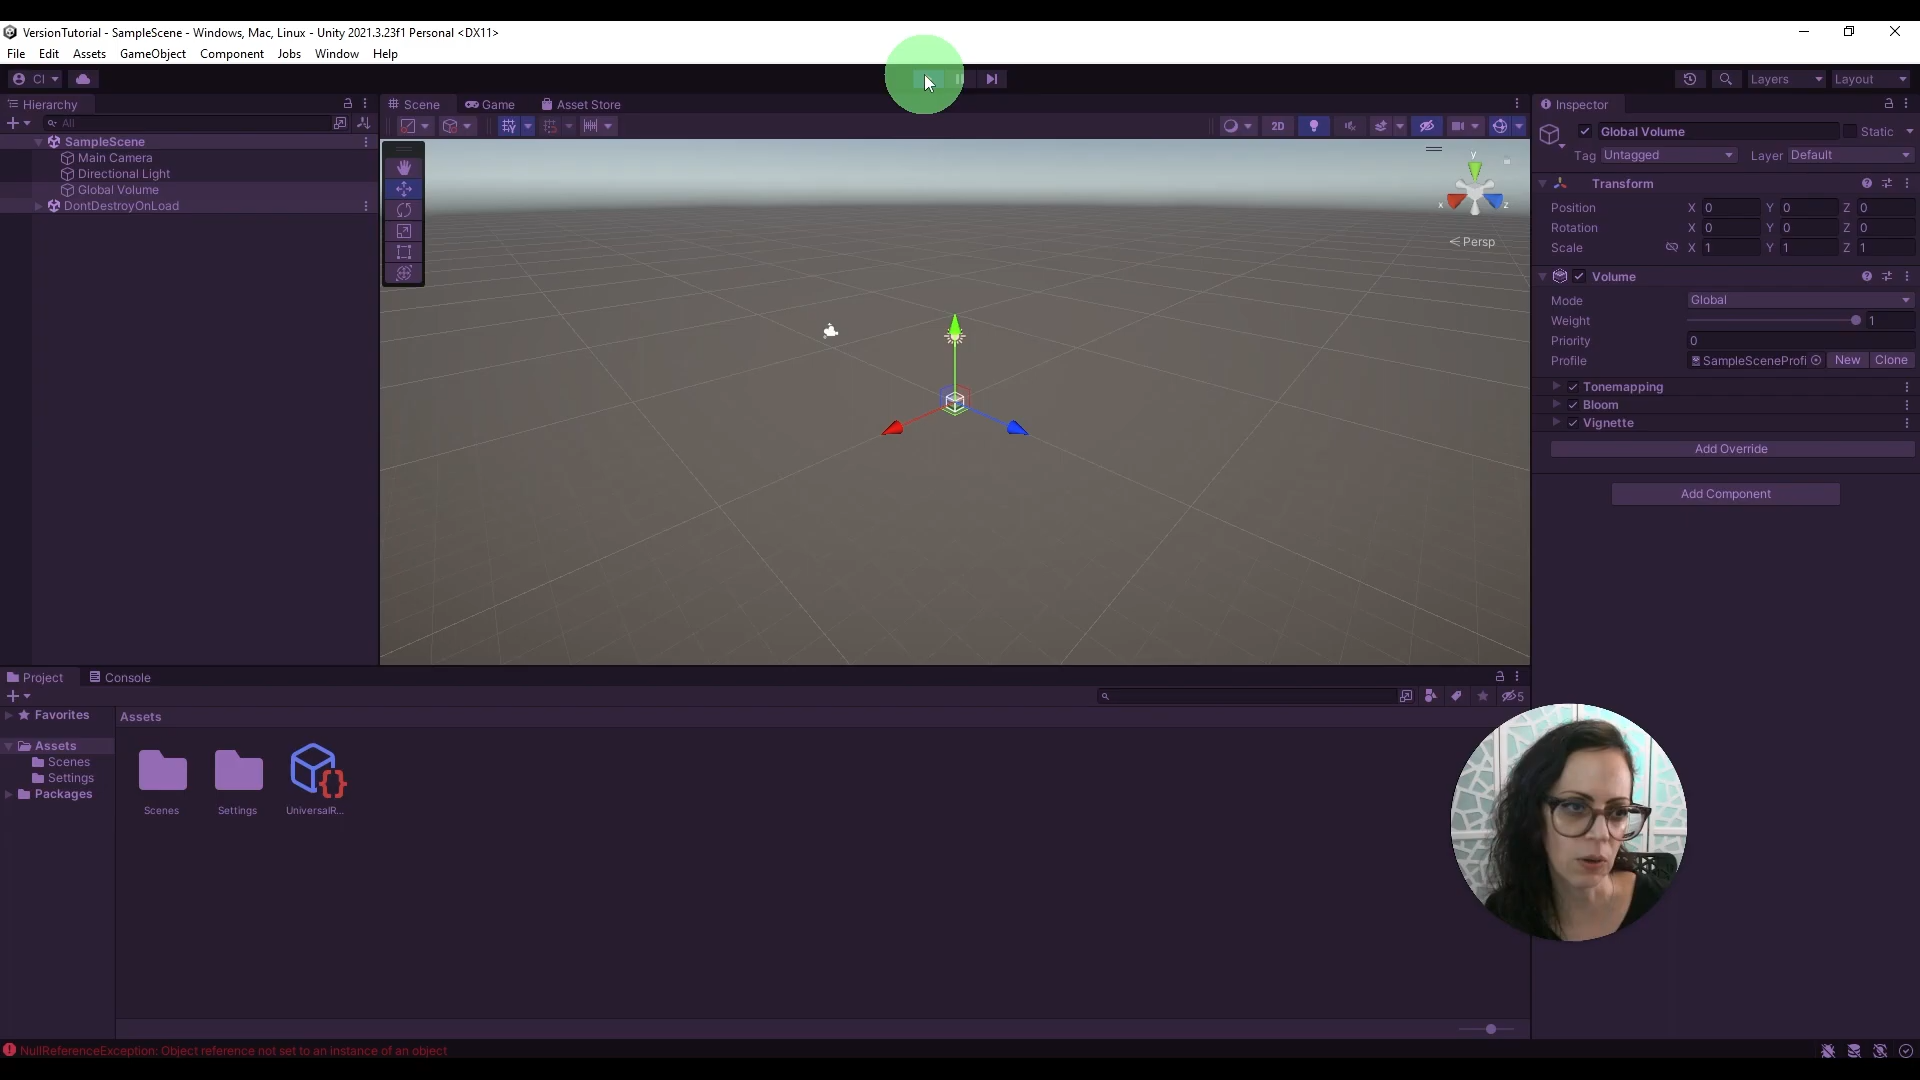 VersionTutorial - SampleScene - Windows, Mac, Linux - Unity 2021.3.23f1 Personal <DX11>
File Edit Assets GameObject Component Jobs Window Help
CI
Layers Layout
Hierarchy
Scene Game Asset Store
Inspector
All
2D
SampleScene
Main Camera
Directional Light
Global Volume
DontDestroyOnLoad
y
x
z
Persp
Global Volume Static
Tag Untagged Layer Default
Transform
Position X 0 Y 0 Z 0
Rotation X 0 Y 0 Z 0
Scale X 1 Y 1 Z 1
Volume
Mode Global
Weight 1
Priority 0
Profile SampleSceneProfi New Clone
Tonemapping
Bloom
Vignette
Add Override
Add Component
Project Console
5
Favorites
Assets
Scenes
Settings
Packages
Assets
Scenes Settings UniversalR...
NullReferenceException: Object reference not set to an instance of an object